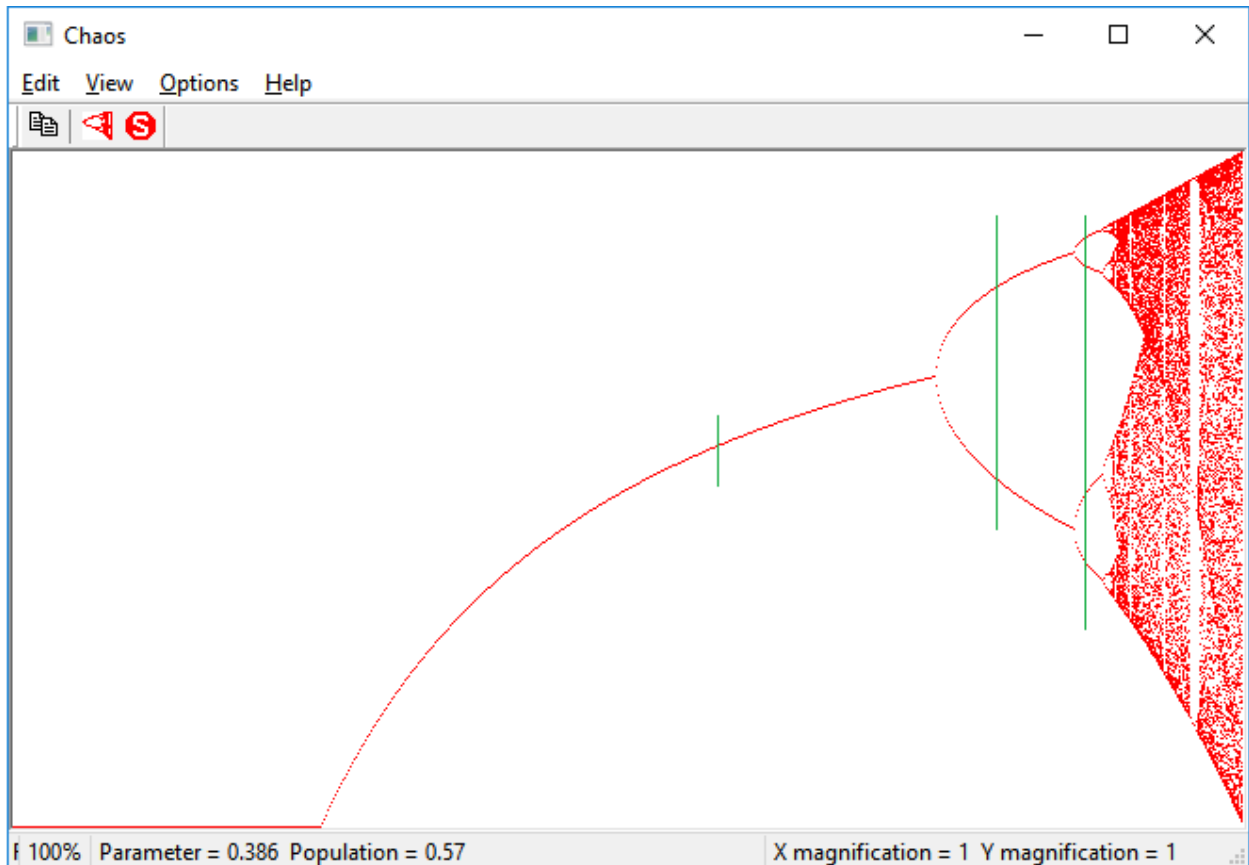 Chaos
Edit View Options Help
S
100% Parameter = 0.386 Population = 0.57 X magnification = 1 Y magnification = 1